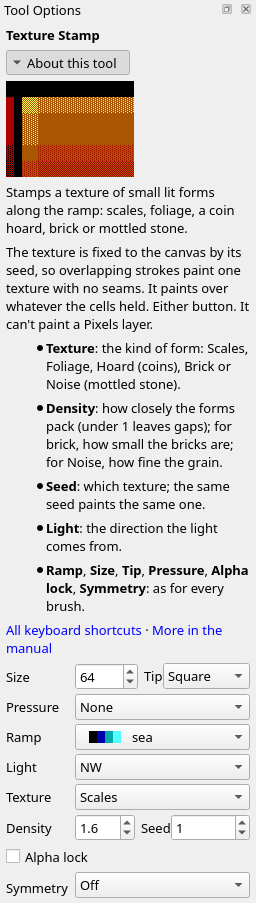 Tool Options
Texture Stamp
About this tool
Stamps a texture of small lit forms
along the ramp: scales, foliage, a coin
hoard, brick or mottled stone.
The texture is fixed to the canvas by its
seed, so overlapping strokes paint one
texture with no seams. It paints over
whatever the cells held. Either button. It
can't paint a Pixels layer.
● Texture: the kind of form: Scales,
Foliage, Hoard (coins), Brick or
Noise (mottled stone).
● Density: how closely the forms
pack (under 1 leaves gaps); for
brick, how small the bricks are;
for Noise, how fine the grain.
● Seed: which texture; the same
seed paints the same one.
● Light: the direction the light
comes from.
● Ramp, Size, Tip, Pressure, Alpha
lock, Symmetry: as for every
brush.
All keyboard shortcuts · More in the
manual
Size 64 Tip Square
Pressure None
Ramp sea
Light NW
Texture Scales
Density 1.6 Seed 1
Alpha lock
Symmetry Off